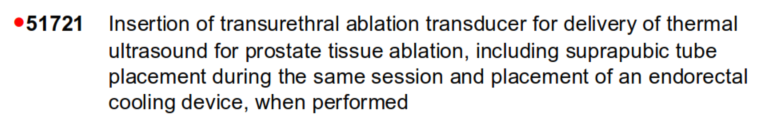 •51721 Insertion of transurethral ablation transducer for delivery of thermal
ultrasound for prostate tissue ablation, including suprapubic tube
placement during the same session and placement of an endorectal
cooling device, when performed